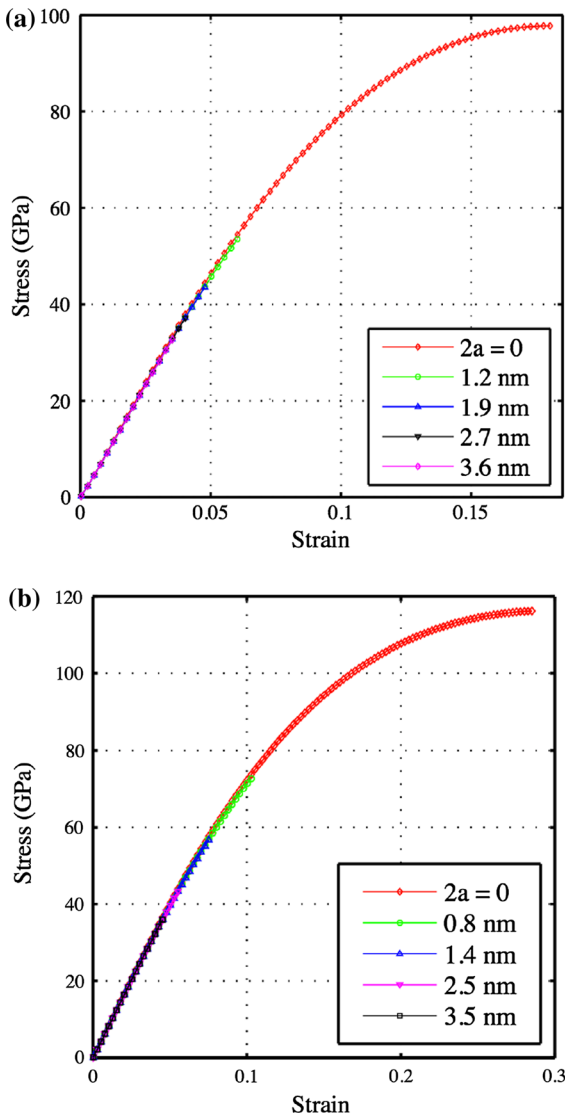 (a)
100
80
60
40
20
0
Stress (GPa)
0.05
0.1
0.15
Strain
2a = 0
1.2 nm
1.9 nm
2.7 nm
3.6 nm
(b)
120
100
80
60
40
20
0
Stress (GPa)
0
0.1
0.2
0.3
Strain
2a = 0
0.8 nm
1.4 nm
2.5 nm
3.5 nm